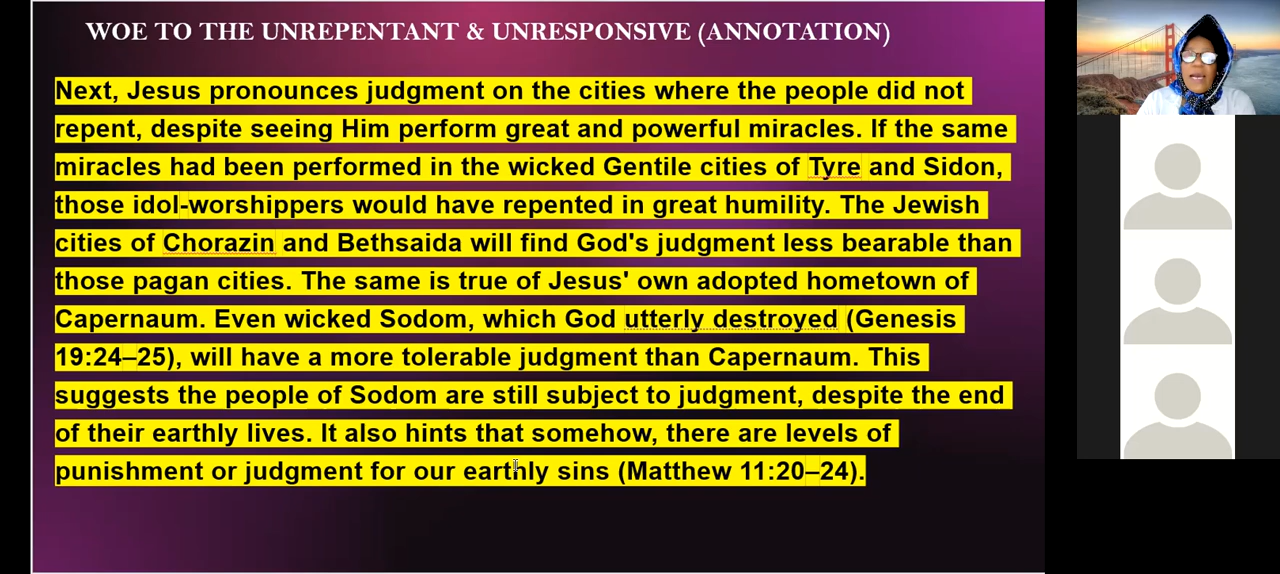 WOE TO THE UNREPENTANT & UNRESPONSIVE (ANNOTATION)
Next, Jesus pronounces judgment on the cities where the people did not
repent, despite seeing Him perform great and powerful miracles. If the same
miracles had been performed in the wicked Gentile cities of Tyre and Sidon,
those idol-worshippers would have repented in great humility. The Jewish
cities of Chorazin and Bethsaida will find God's judgment less bearable than
those pagan cities. The same is true of Jesus' own adopted hometown of
Capernaum. Even wicked Sodom, which God utterly destroyed (Genesis
19:24–25), will have a more tolerable judgment than Capernaum. This
suggests the people of Sodom are still subject to judgment, despite the end
of their earthly lives. It also hints that somehow, there are levels of
punishment or judgment for our earthly sins (Matthew 11:20–24).